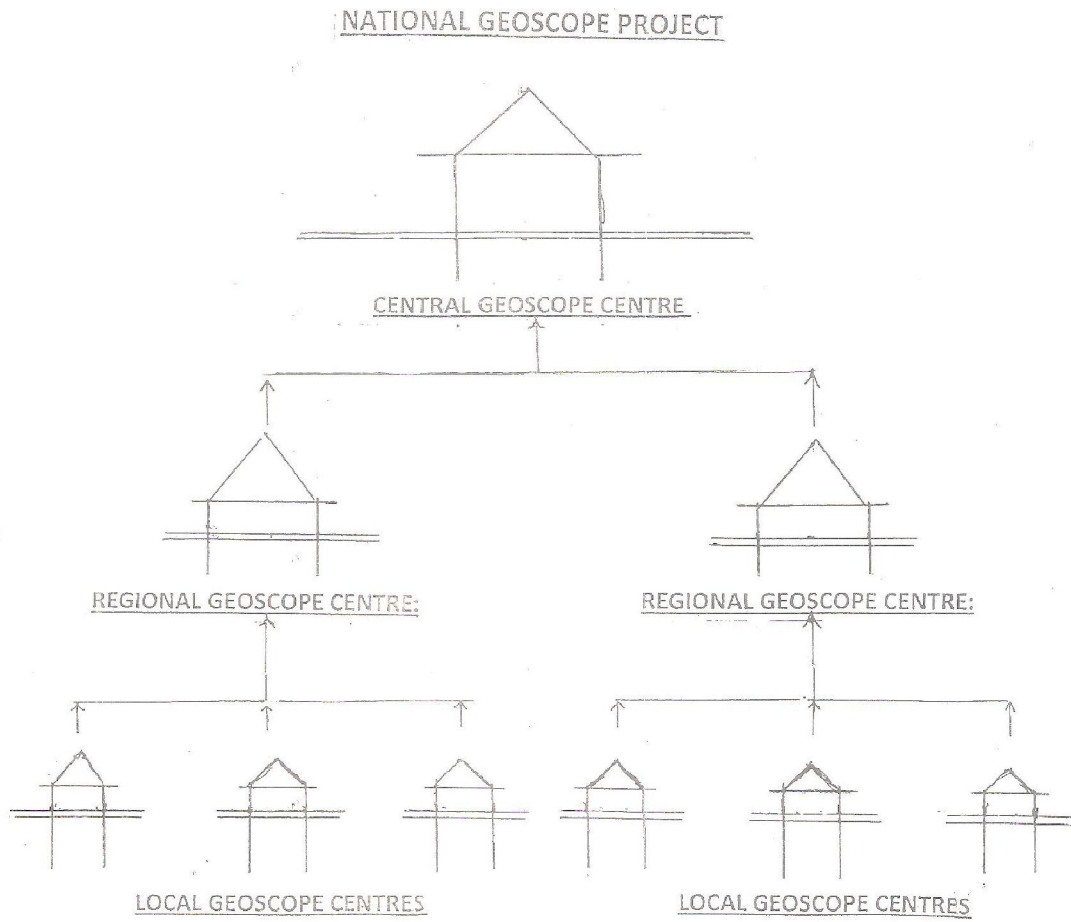 NATIONAL GEOSCOPE PROJECT
CENTRAL GEOSCOPE CENTRE
REGIONAL GEOSCOPE CENTRE:
REGIONAL GEOSCOPE CENTRE:
LOCAL GEOSCOPE CENTRES
LOCAL GEOSCOPE CENTRES